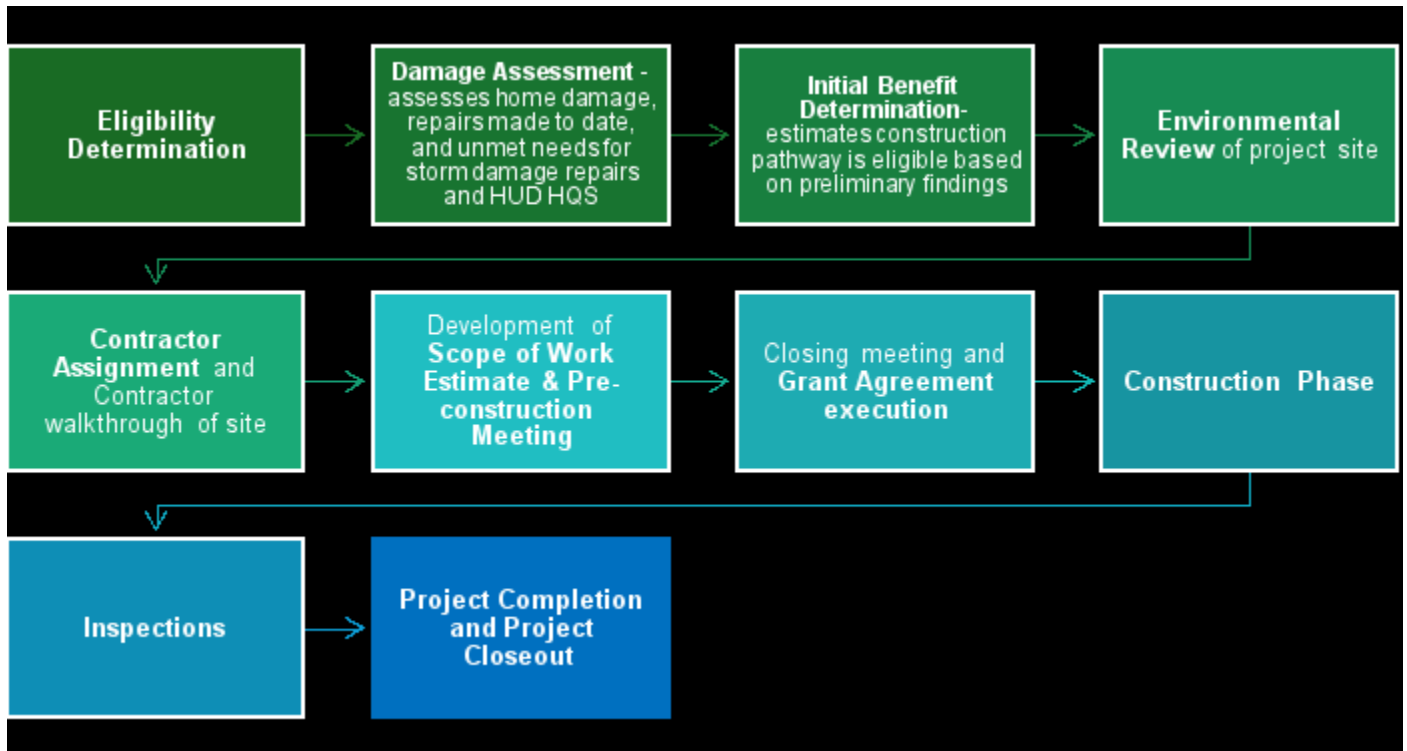 Eligibility
Determination
Damage Assessment -
assesses home damage,
repairs made to date,
and unmet needs for
storm damage repairs
and HUD HQS
Initial Benefit
Determination-
estimates construction
pathway is eligible based
on preliminary findings
Environmental
Review of project site
Contractor
Assignment and
Contractor
walkthrough of site
Development of
Scope of Work
Estimate & Pre-
construction
Meeting
Closing meeting and
Grant Agreement
execution
Construction Phase
Inspections
Project Completion
and Project
Closeout